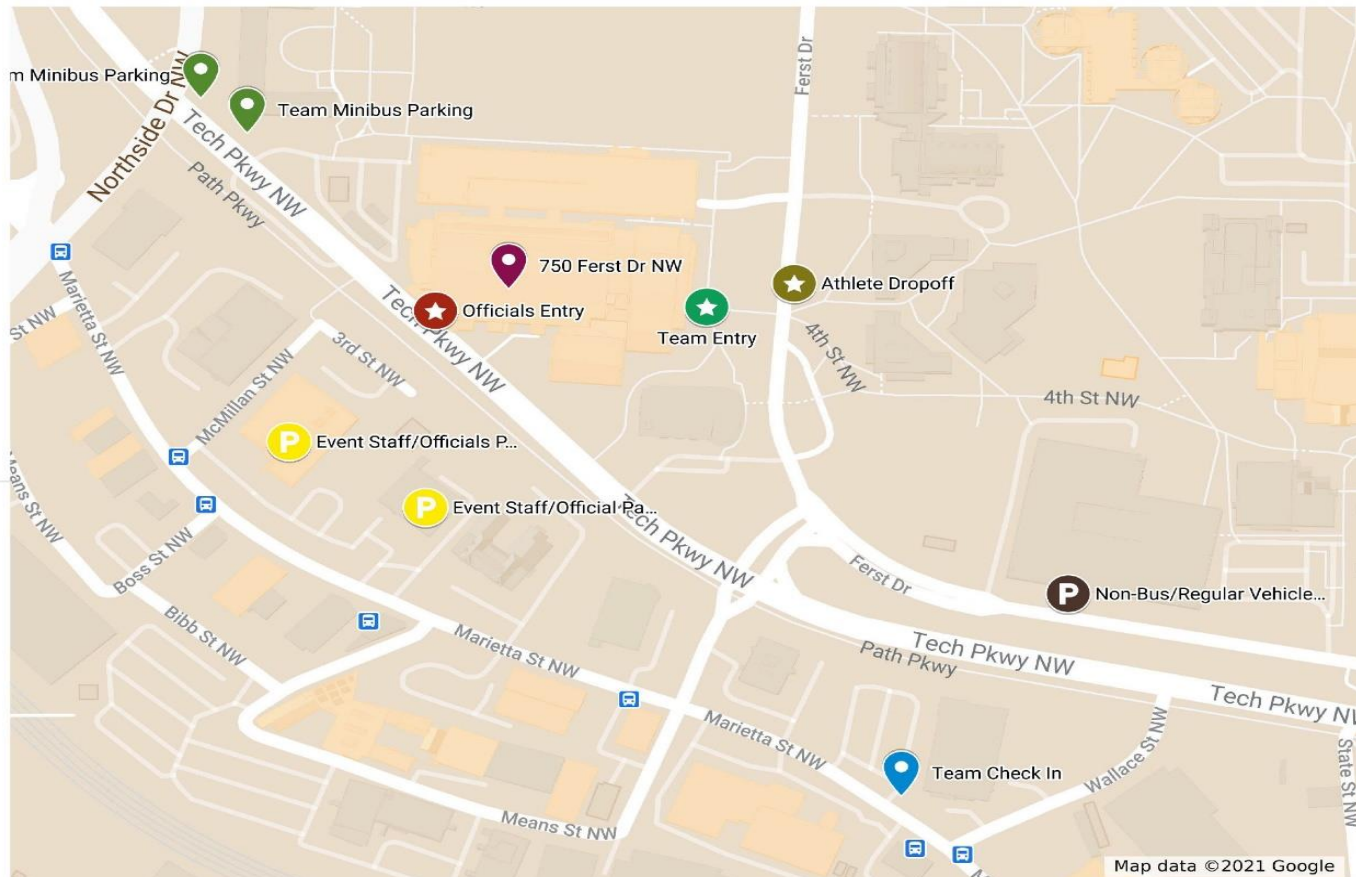 Ferst Dr
m Minibus Parking
Team Minibus Parking
Northside Dr NW
Tech Pkwy NW
Path Pkwy
750 Ferst Dr NW
Athlete Dropoff
Officials Entry
Team Entry
Tech Pkwy NW
Marietta St NW
St NW
3rd St NW
4th St NW
4th St NW
McMillan St NW
P Event Staff/Officials P...
P Event Staff/Official Pa...
Means St NW
Tech Pkwy NW
Boss St NW
Ferst Dr
P Non-Bus/Regular Vehicle...
Bibb St NW
Marietta St NW
Tech Pkwy NW
Path Pkwy
Tech Pkwy NW
Marietta St NW
Wallace St NW
State St NW
Team Check In
Means St NW
M
Map data ©2021 Google